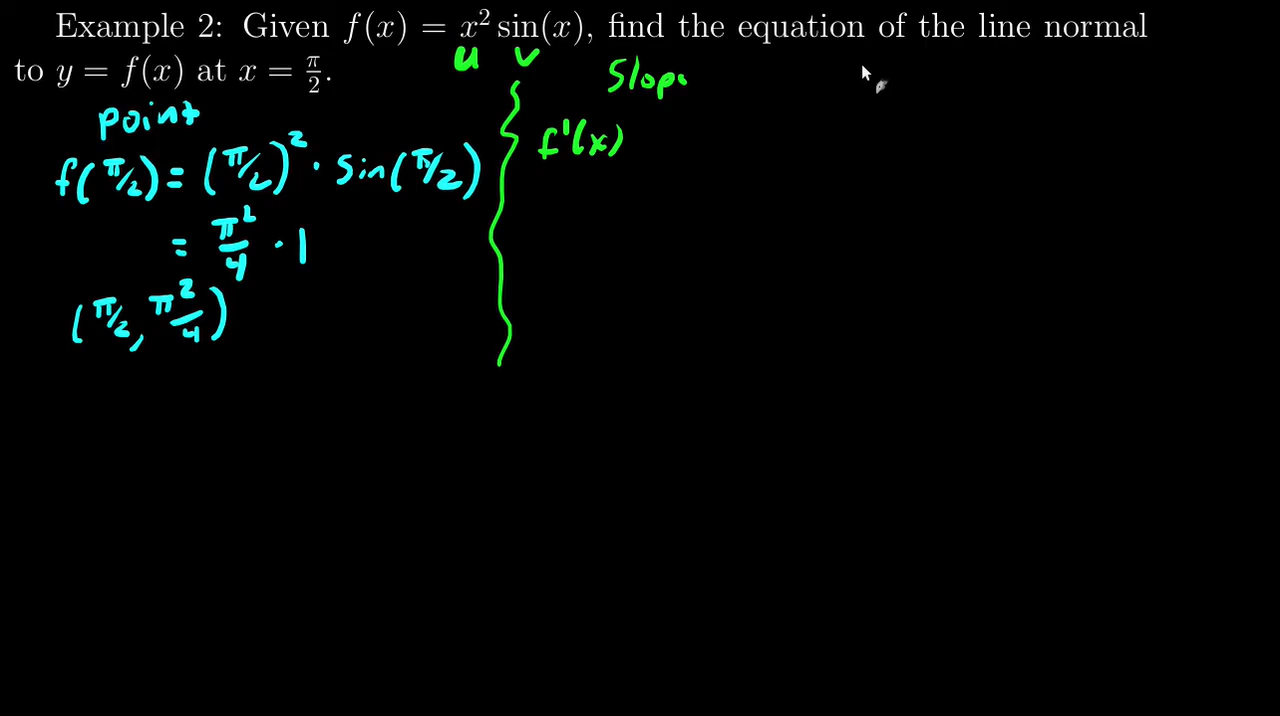 Example 2: Given f(x) = x² sin(x), find the equation of the line normal
to y = f(x) at x = π/2.
u v
point
f(π/2) = (π/2)² · sin(π/2)
= π²/4 · 1
(π/2, π²/4)
Slope
f'(x)